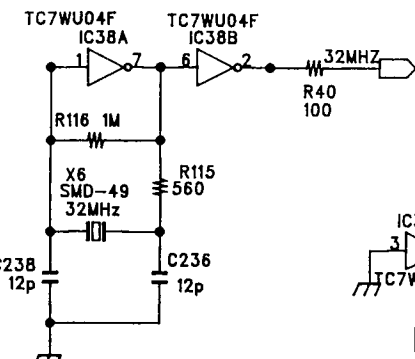 TC7WU04F
IC38A
1
7
TC7WU04F
IC38B
6
2
32MHZ
R40
100
R116 1M
R115
560
X6
SMD-49
32MHz
C238
12p
C236
12p
3